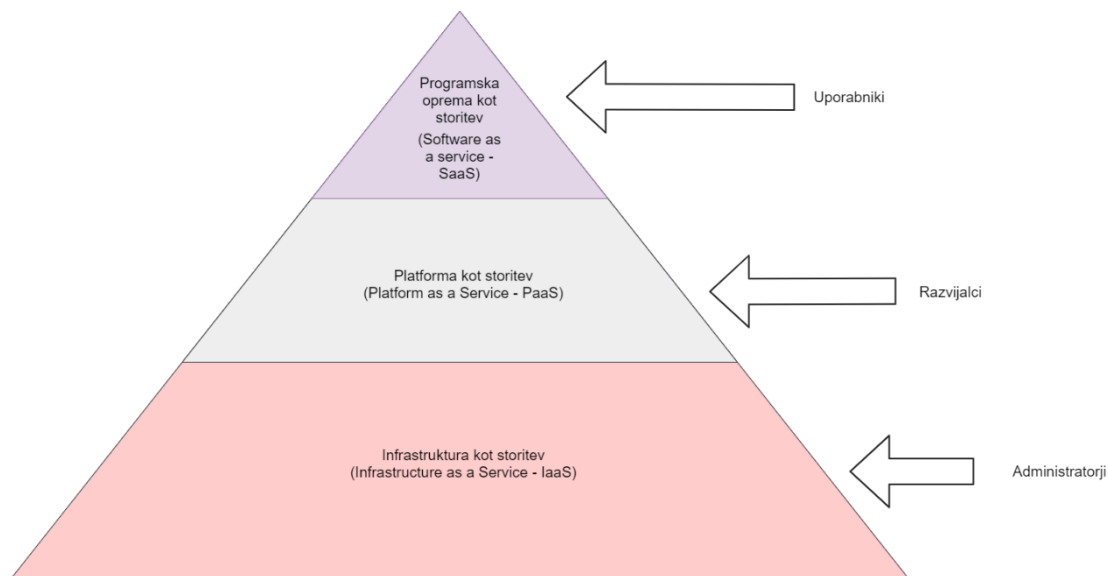 Programska
oprema kot
storitev
(Software as
a service -
SaaS)
Uporabniki
Platforma kot storitev
(Platform as a Service - PaaS)
Razvijalci
Infrastruktura kot storitev
(Infrastructure as a Service - IaaS)
Administratorji